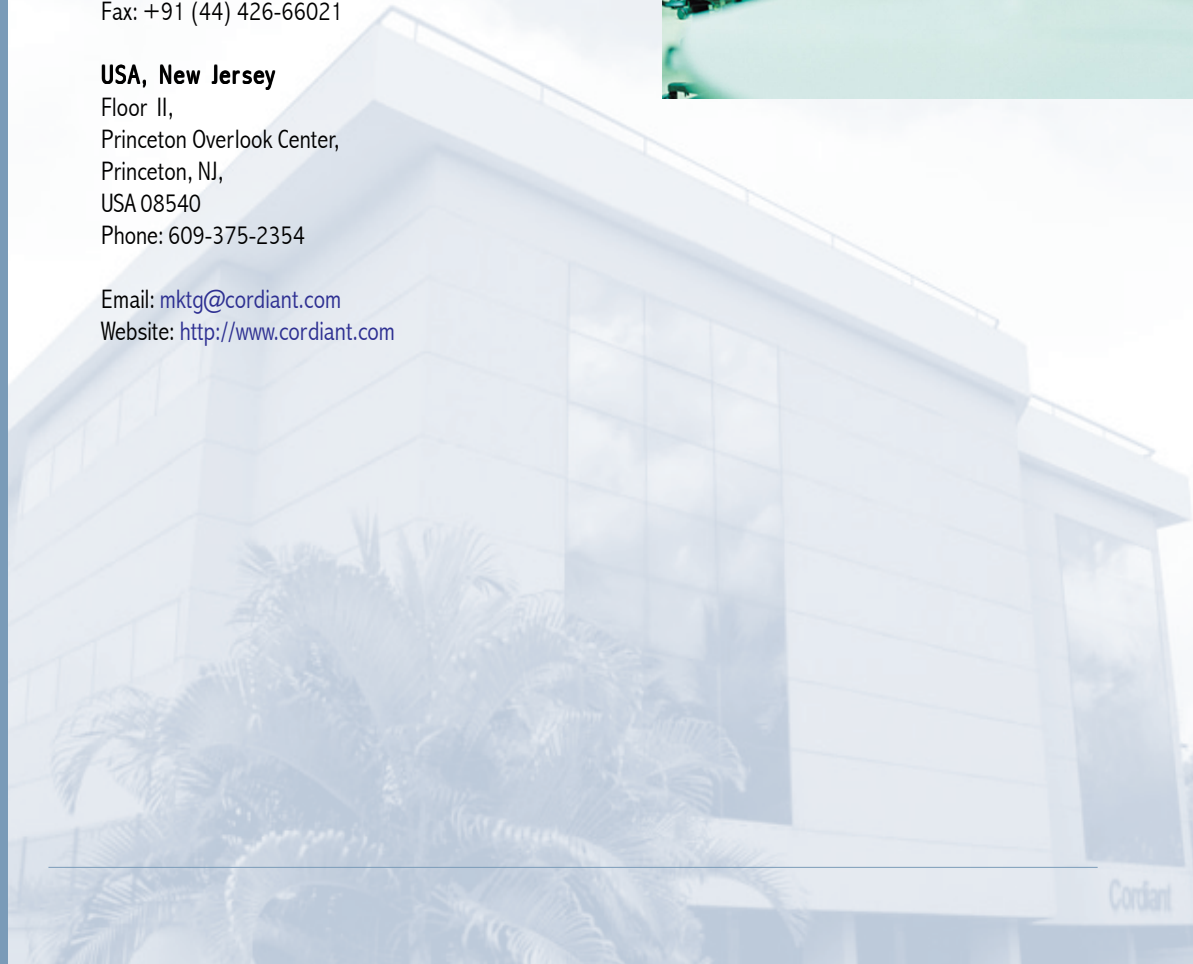 Fax: +91 (44) 426-66021
USA, New Jersey
Floor II,
Princeton Overlook Center,
Princeton, NJ,
USA 08540
Phone: 609-375-2354
Email: mktg@cordiant.com
Website: http://www.cordiant.com
Cordiant